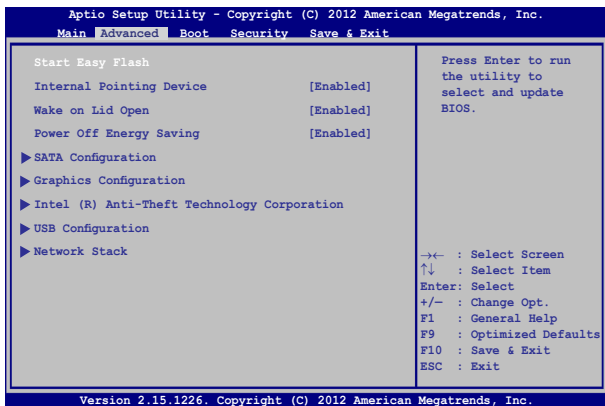 Aptio Setup Utility - Copyright (C) 2012 American Megatrends, Inc.
Main Advanced Boot Security Save & Exit
Start Easy Flash
Internal Pointing Device [Enabled]
Wake on Lid Open [Enabled]
Power Off Energy Saving [Enabled]
SATA Configuration
Graphics Configuration
Intel (R) Anti-Theft Technology Corporation
USB Configuration
Network Stack
Press Enter to run
the utility to
select and update
BIOS.
→← : Select Screen
↑↓ : Select Item
Enter: Select
+/— : Change Opt.
F1 : General Help
F9 : Optimized Defaults
F10 : Save & Exit
ESC : Exit
Version 2.15.1226. Copyright (C) 2012 American Megatrends, Inc.